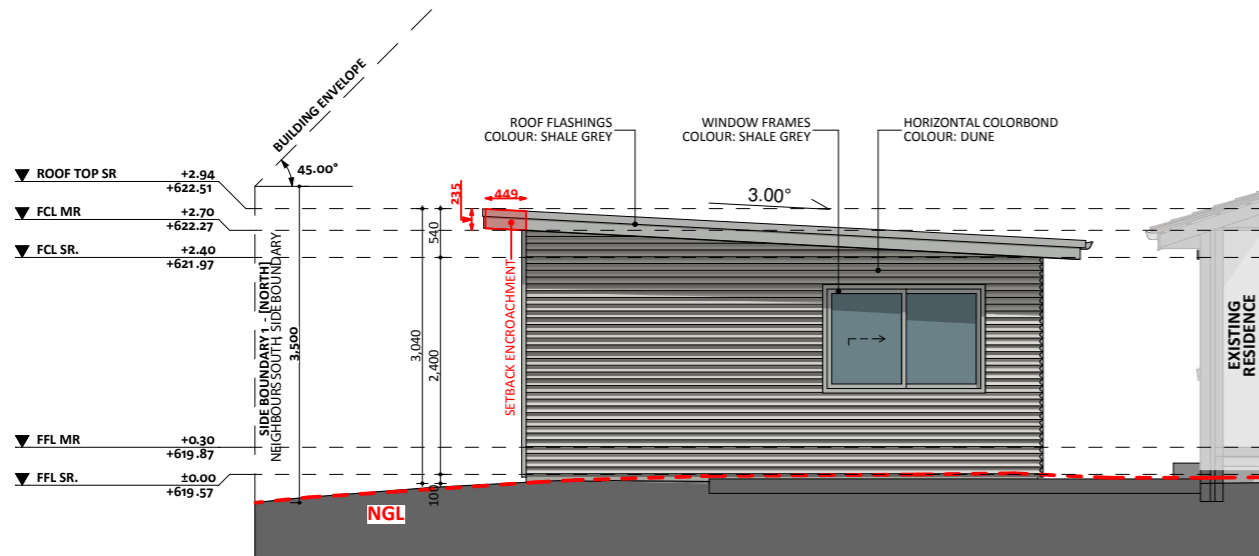 BUILDING ENVELOPE
45.00°
ROOF FLASHINGS
COLOUR: SHALE GREY
WINDOW FRAMES
COLOUR: SHALE GREY
HORIZONTAL COLORBOND
COLOUR: DUNE
ROOF TOP SR +2.94
+622.51
FCL MR +2.70
+622.27
FCL SR. +2.40
+621.97
FFL MR +0.30
+619.87
FFL SR. ±0.00
+619.57
SIDE BOUNDARY 1 - [NORTH]
NEIGHBOURS SOUTH SIDE BOUNDARY
3,500
3,040
540
2,400
100
235
449
SETBACK ENCROACHMENT
3.00°
NGL
EXISTING
RESIDENCE